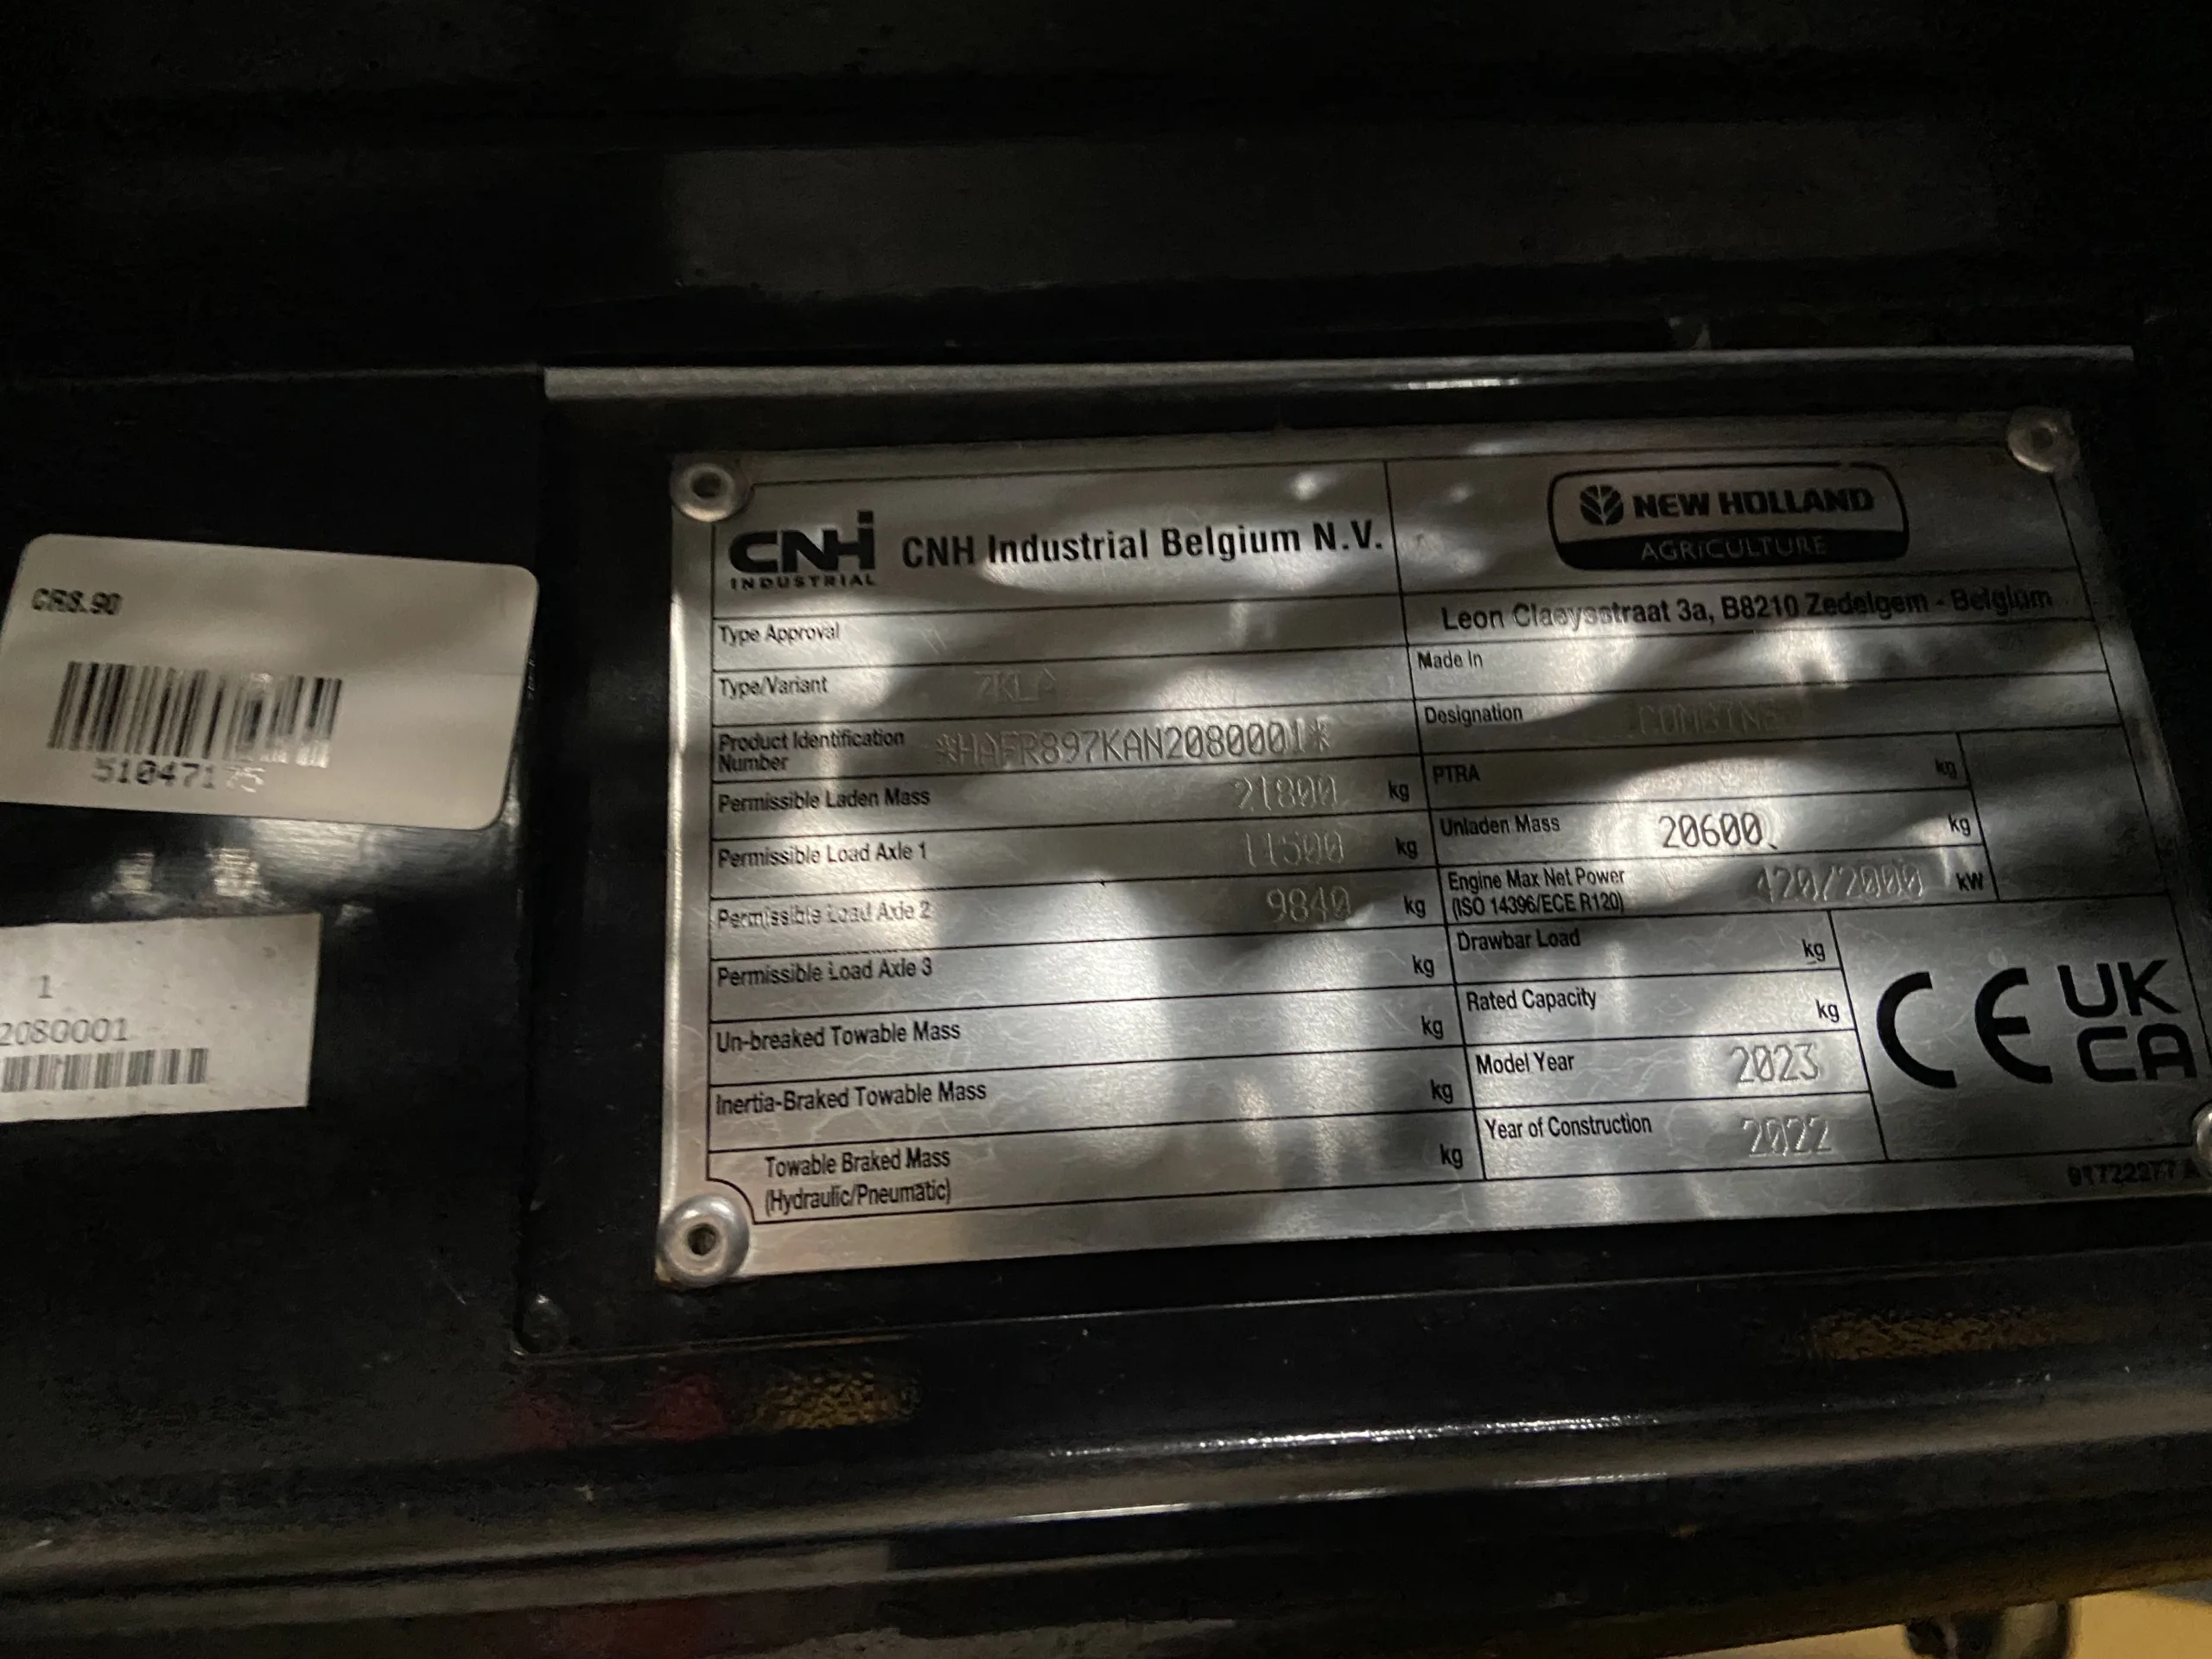 CR8.90
510471
1
2080001
CNH
INDUSTRIAL
CNH Industrial Belgium N.V.
NEW HOLLAND
AGRICULTURE
Leon Claeysstraat 3a, B8210 Zedelgem - Belgium
Type Approval
Made In
Type/Variant
Designation COMBINE
Product Identification
Number *HAFR897KAN2080001*
PTRA kg
Permissible Laden Mass 21800 kg
Unladen Mass 20600 kg
Permissible Load Axle 1 11500 kg
Engine Max Net Power
(ISO 14396/ECE R120) 420/2000 kW
Permissible Load Axle 2 9840 kg
Drawbar Load kg
Permissible Load Axle 3 kg
Rated Capacity kg
Un-breaked Towable Mass kg
Model Year 2023
Inertia-Braked Towable Mass kg
Year of Construction 2022
Towable Braked Mass
(Hydraulic/Pneumatic) kg
CE UK
CA